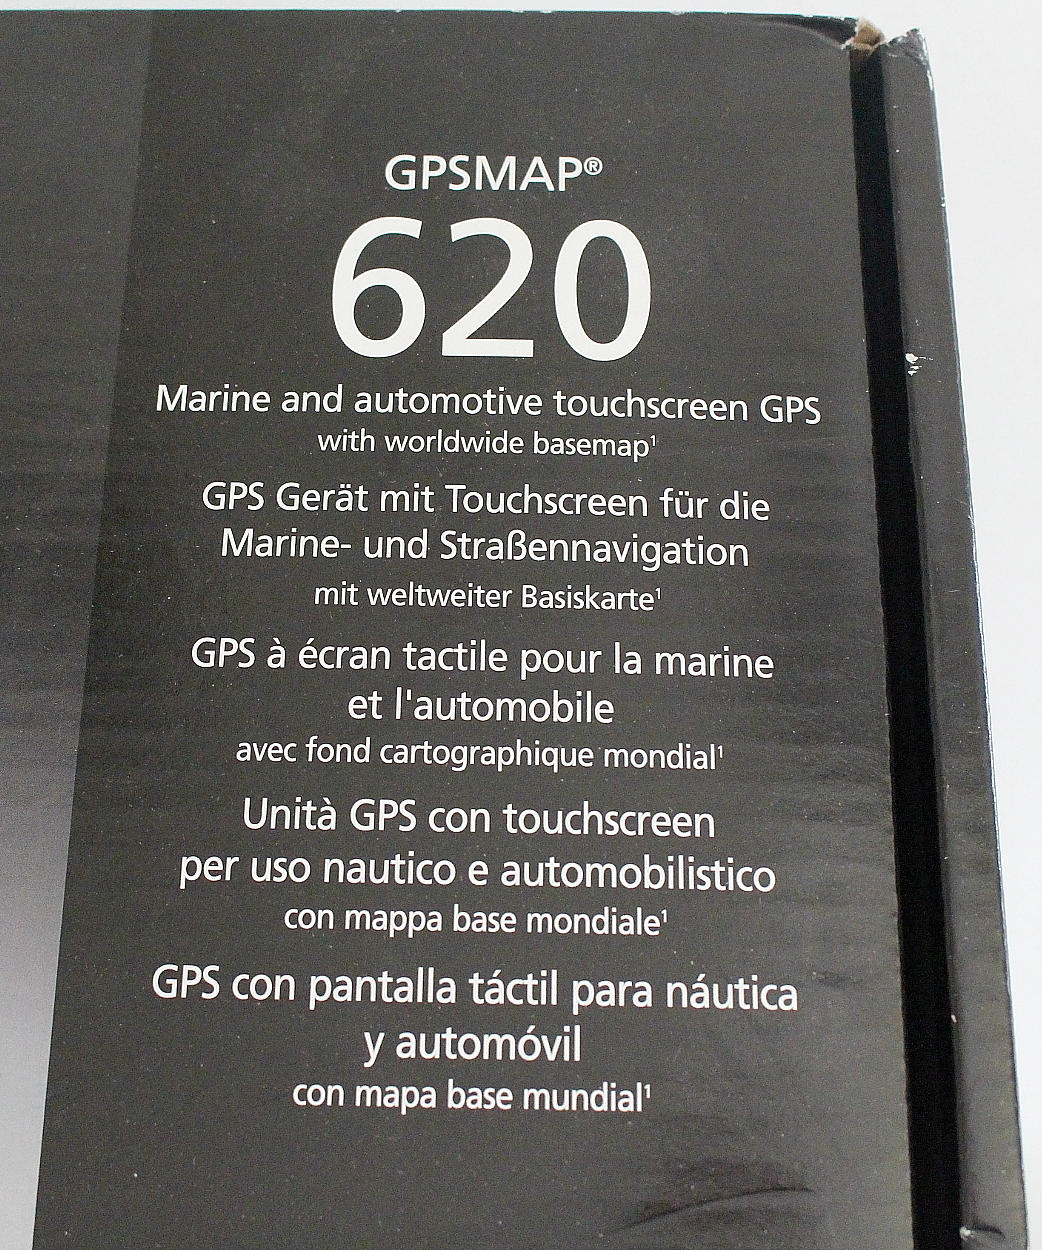 GPSMAP®
620
Marine and automotive touchscreen GPS
with worldwide basemap¹
GPS Gerät mit Touchscreen für die
Marine- und Straßennavigation
mit weltweiter Basiskarte¹
GPS à écran tactile pour la marine
et l'automobile
avec fond cartographique mondial¹
Unità GPS con touchscreen
per uso nautico e automobilistico
con mappa base mondiale¹
GPS con pantalla táctil para náutica
y automóvil
con mapa base mundial¹